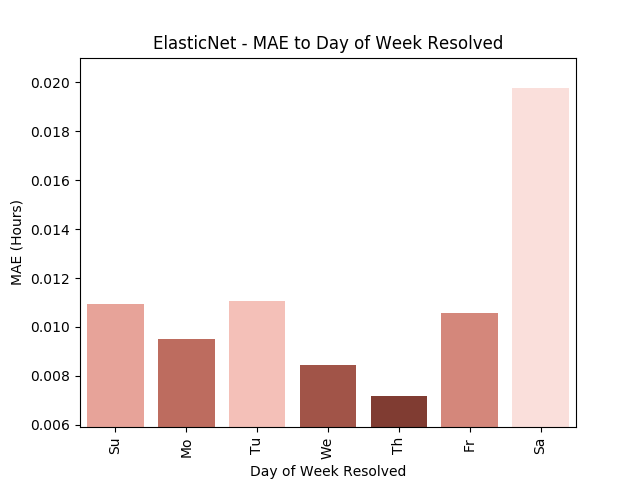 ElasticNet - MAE to Day of Week Resolved
0.020
0.018
0.016
0.014
0.012
0.010
0.008
0.006
MAE (Hours)
Su
Mo
Tu
We
Th
Fr
Sa
Day of Week Resolved